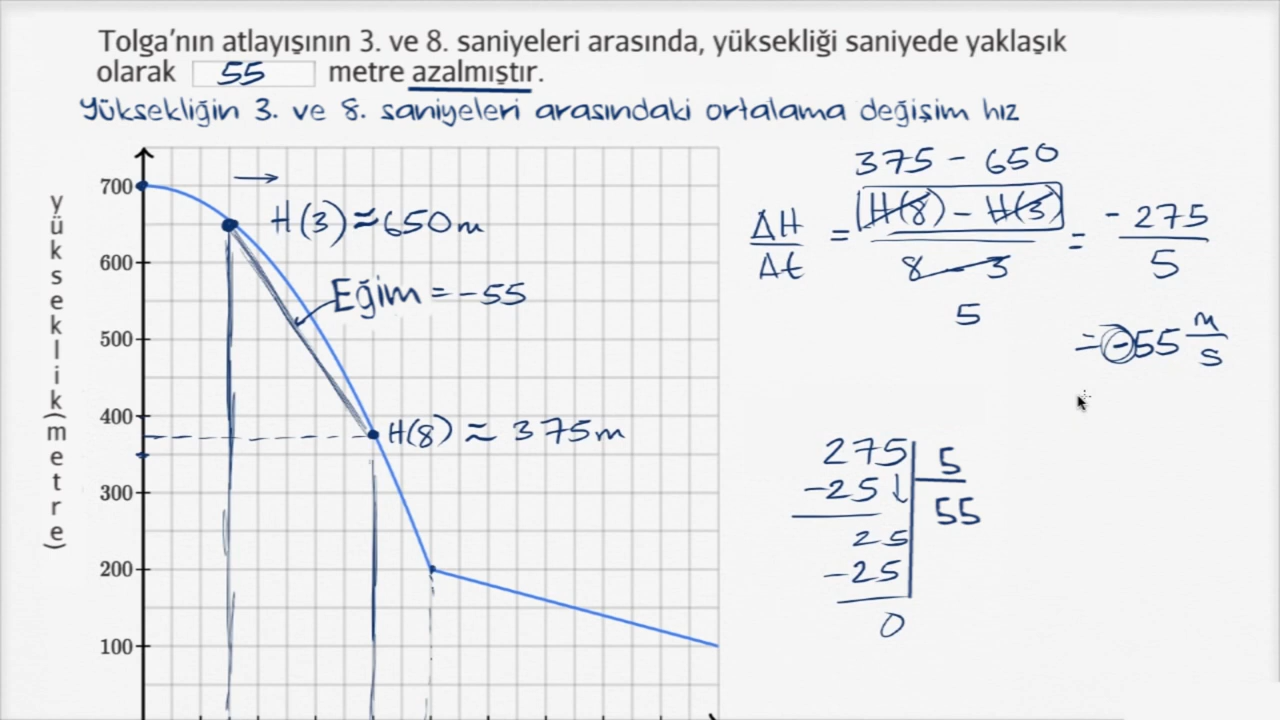 Tolga'nın atlayışının 3. ve 8. saniyeleri arasında, yüksekliği saniyede yaklaşık
olarak 55 metre azalmıştır.
Yüksekliğin 3. ve 8. saniyeleri arasındaki ortalama değişim hız
yükseklik(metre)
700
600
500
400
300
200
100
H(3) ≈ 650m
Eğim = -55
H(8) ≈ 375m
375 - 650
ΔH/Δt = H(8) - H(3) / 8 - 3 = -275/5
5
= -55 m/s
275 | 5
-25 ↓ | 55
25
-25
0